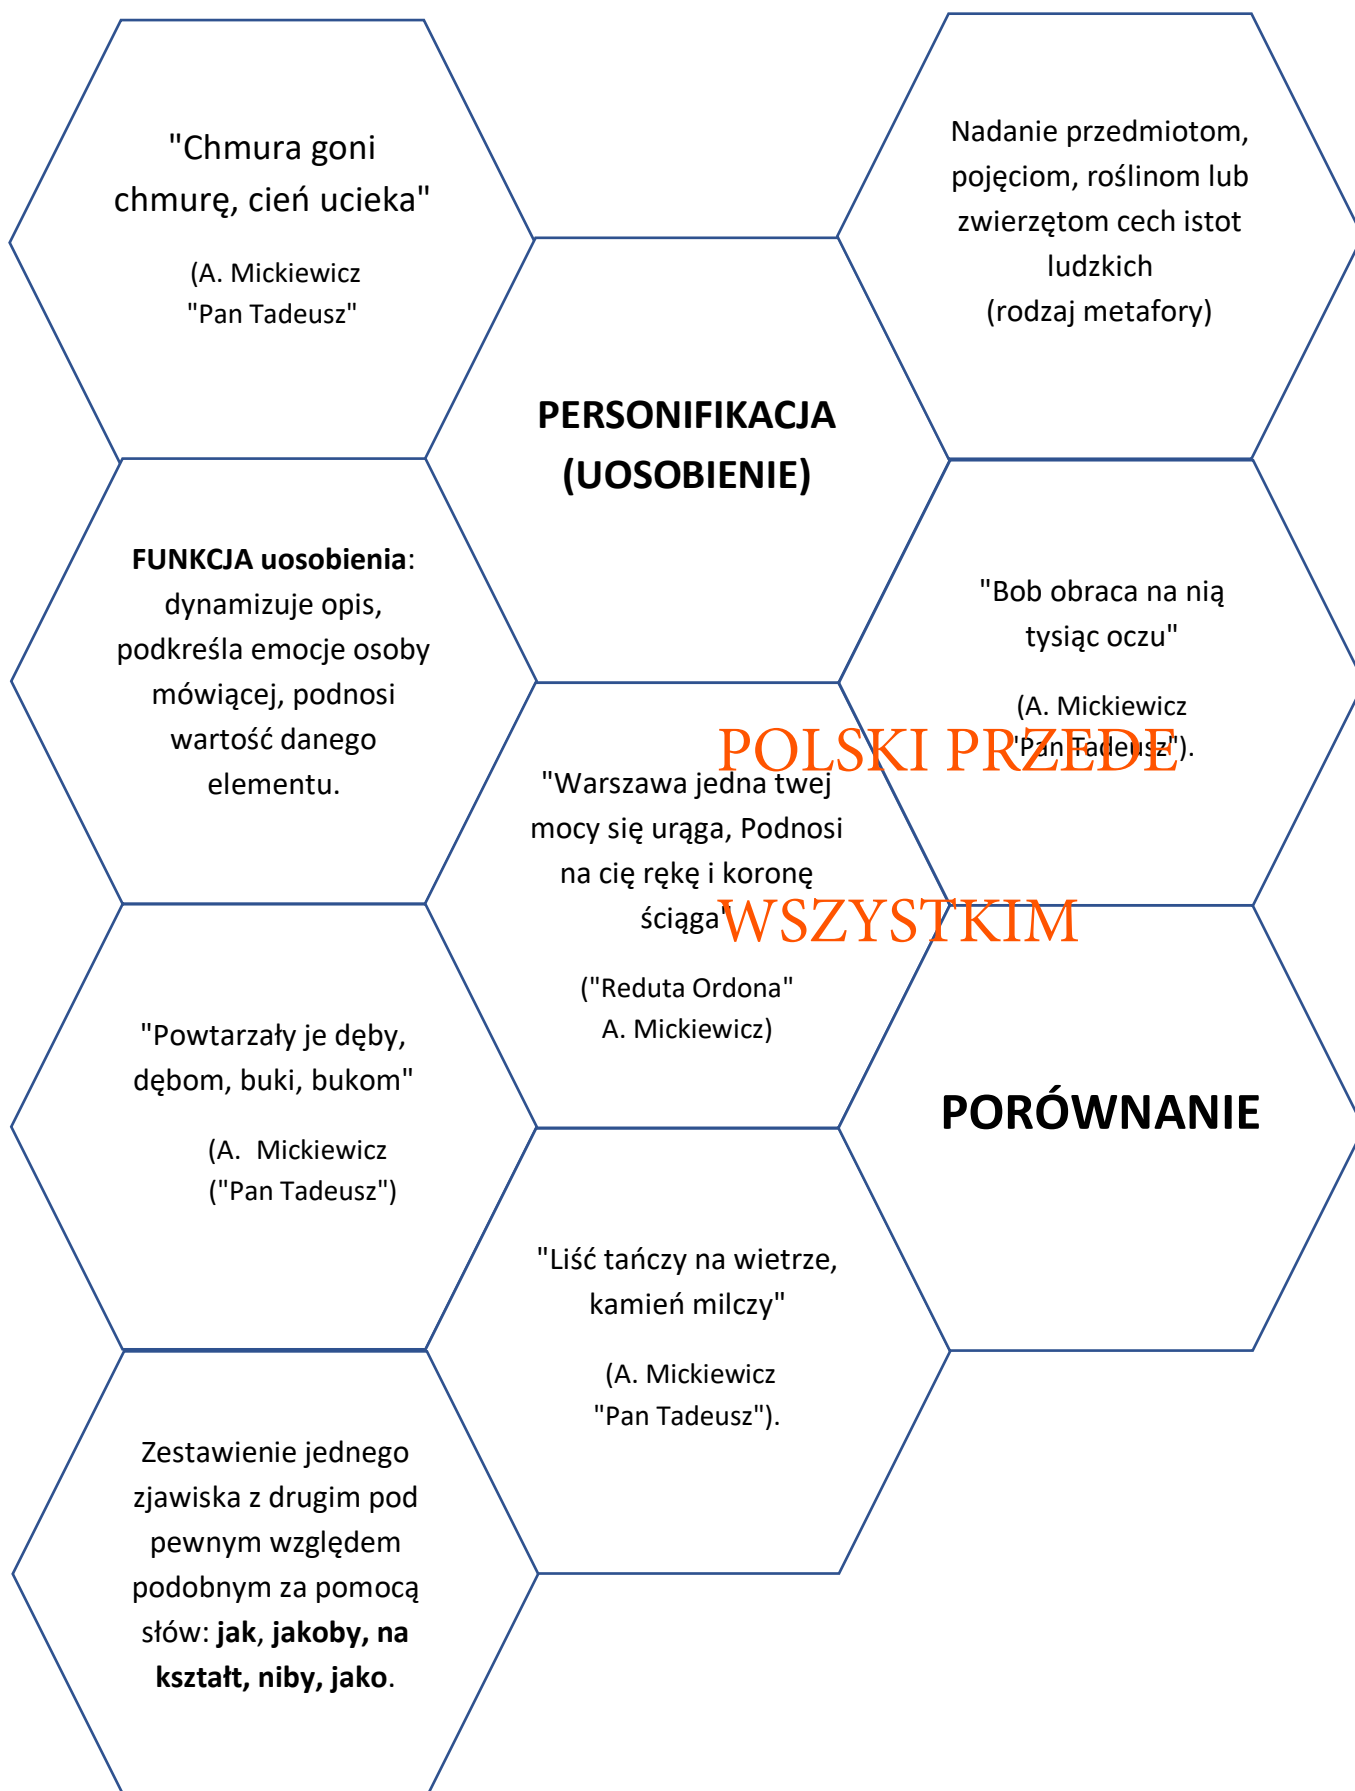 "Chmura goni
chmurę, cień ucieka"
(A. Mickiewicz
"Pan Tadeusz"
Nadanie przedmiotom,
pojęciom, roślinom lub
zwierzętom cech istot
ludzkich
(rodzaj metafory)
PERSONIFIKACJA
(UOSOBIENIE)
FUNKCJA uosobienia:
dynamizuje opis,
podkreśla emocje osoby
mówiącej, podnosi
wartość danego
elementu.
"Bob obraca na nią
tysiąc oczu"
(A. Mickiewicz
"Pan Tadeusz").
POLSKI PRZEDE
WSZYSTKIM
"Warszawa jedna twej
mocy się urąga, Podnosi
na cię rękę i koronę
ściąga"
("Reduta Ordona"
A. Mickiewicz)
"Powtarzały je dęby,
dębom, buki, bukom"
(A. Mickiewicz
("Pan Tadeusz")
PORÓWNANIE
"Liść tańczy na wietrze,
kamień milczy"
(A. Mickiewicz
"Pan Tadeusz").
Zestawienie jednego
zjawiska z drugim pod
pewnym względem
podobnym za pomocą
słów: jak, jakoby, na
kształt, niby, jako.